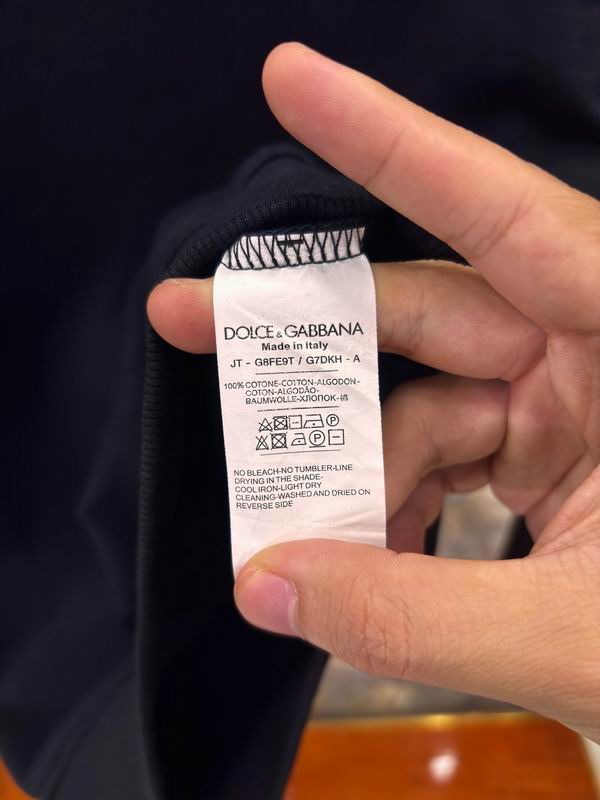 DOLCE & GABBANA
Made in Italy
JT - G8FE9T / G7DKH - A
100% COTONE-COTTON-ALGODON-
COTON-ALGODÃO-
BAUMWOLLE-ХЛОПОК-棉
NO BLEACH-NO TUMBLER-LINE
DRYING IN THE SHADE-
COOL IRON-LIGHT DRY
CLEANING-WASHED AND DRIED ON
REVERSE SIDE